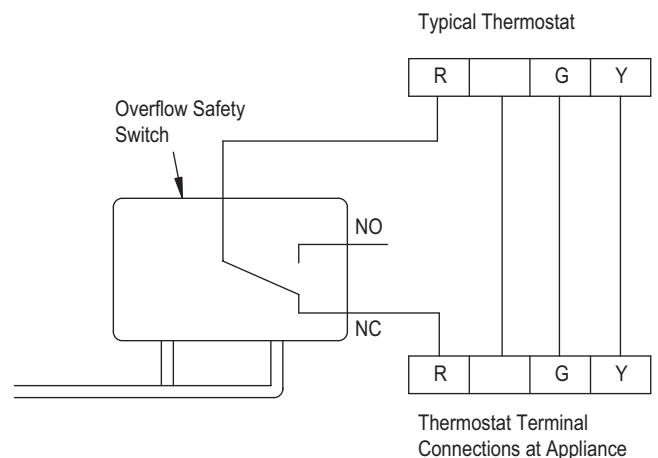 Typical Thermostat
R G Y
Overflow Safety
Switch
NO
NC
R G Y
Thermostat Terminal
Connections at Appliance